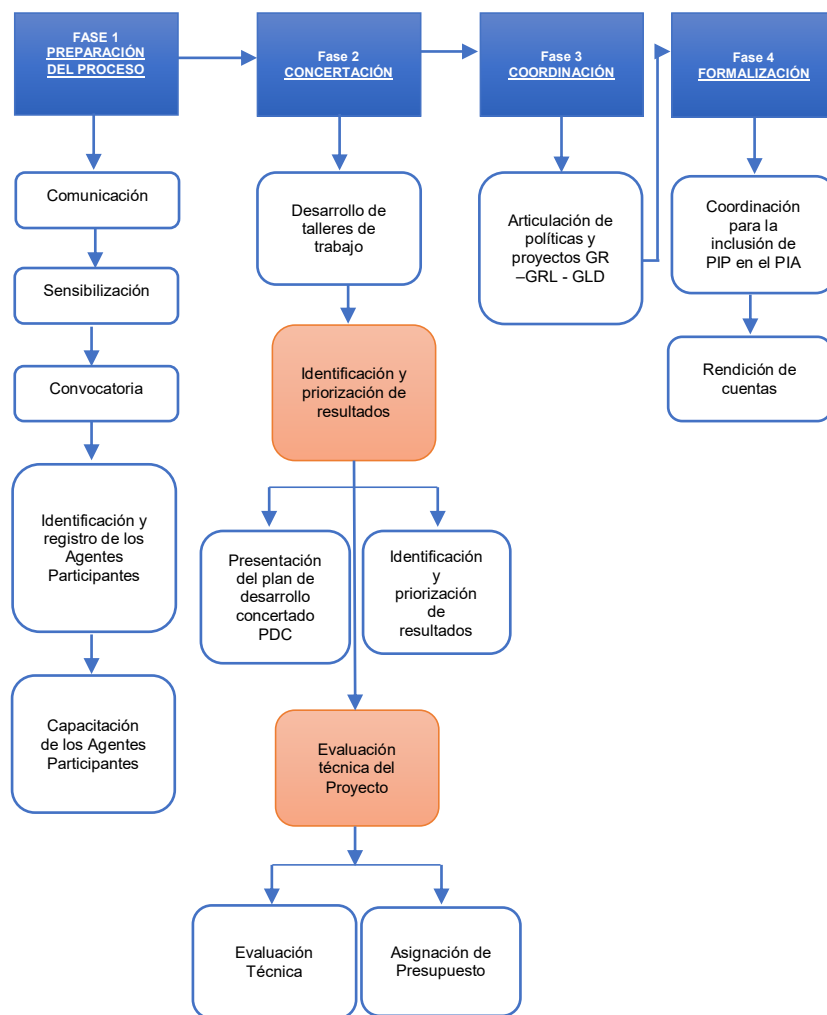 FASE 1
PREPARACIÓN
DEL PROCESO
Comunicación
Sensibilización
Convocatoria
Identificación y
registro de los
Agentes
Participantes
Capacitación
de los Agentes
Participantes
Fase 2
CONCERTACIÓN
Desarrollo de
talleres de
trabajo
Identificación y
priorización de
resultados
Presentación
del plan de
desarrollo
concertado
PDC
Identificación
y
priorización
de
resultados
Evaluación
técnica del
Proyecto
Evaluación
Técnica
Asignación de
Presupuesto
Fase 3
COORDINACIÓN
Articulación de
políticas y
proyectos GR
–GRL - GLD
Fase 4
FORMALIZACIÓN
Coordinación
para la
inclusión de
PIP en el PIA
Rendición de
cuentas